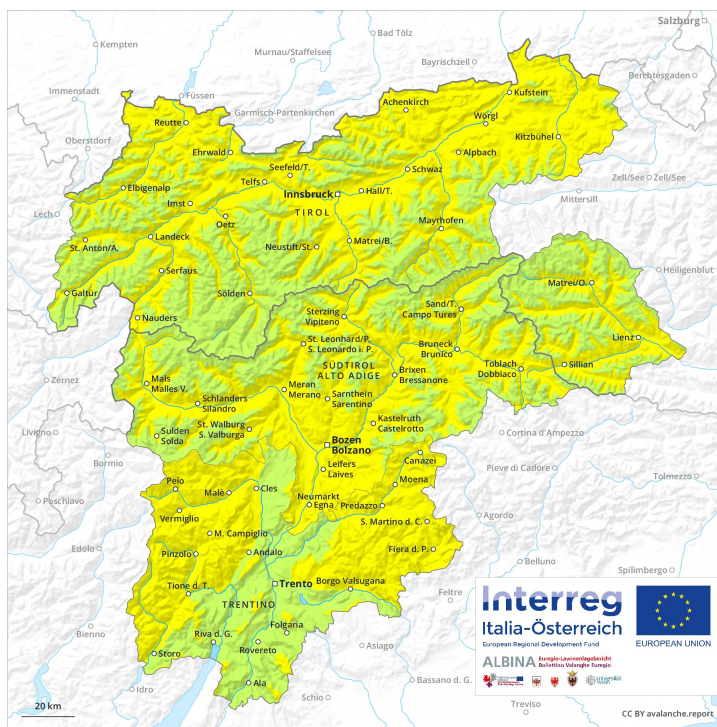 Salzburg
Bad Tölz
Kempten
Murnau/Staffelsee
Bayrischzell
Berchtesgaden
Immenstadt
Füssen
Garmisch-Partenkirchen
Achenkirch
Kufstein
Reutte
Wörgl
Oberstdorf
Ehrwald
Kitzbühel
Alpbach
Seefeld/T.
Schwaz
Telfs
Zell/See
Zell/See
Elbigenalp
Innsbruck
Hall/T.
Mittersill
Imst
TIROL
Lech
Oetz
Mayrhofen
Landeck
St. Anton/A.
Neustift/St.
Matrei/B.
Serfaus
Heiligenblut
Matrei/O.
Galtür
Sölden
Sand/T.
Campo Tures
Nauders
Sterzing
Vipiteno
Lienz
St. Leonhard/P.
S. Leonardo i. P.
Bruneck
Brunico
Sillian
Toblach
Dobbiaco
SÜDTIROL
ALTO ADIGE
Brixen
Bressanone
Zernez
Mals
Malles V.
Meran
Merano
Schlanders
Silandro
Sarnthein
Sarentino
Kastelruth
Castelrotto
St. Walburg
S. Valburga
Livigno
Sulden
Solda
Cortina d'Ampezzo
Bozen
Bolzano
Bormio
Canazei
Pieve di Cadore
Leifers
Laives
Tolmezzo
Peio
Moena
Malè
Cles
Neumarkt
Egna
Predazzo
Poschiavo
Vermiglio
Agordo
S. Martino d. C.
M. Campiglio
Edolo
Pinzolo
Andalo
Fiera d. P.
Belluno
Spilimbergo
Trento
Borgo Valsugana
Tione d. T.
Feltre
TRENTINO
Folgaria
Bienno
Riva d. G.
Rovereto
Asiago
Storo
Bassano d. G.
Idro
Ala
Schio
Treviso
20 km
Interreg
Italia-Österreich
European Regional Development Fund
EUROPEAN UNION
ALBINA
Euregio-Lawinenlagebericht
Bollettino Valanghe Euregio
CC BY avalanche.report